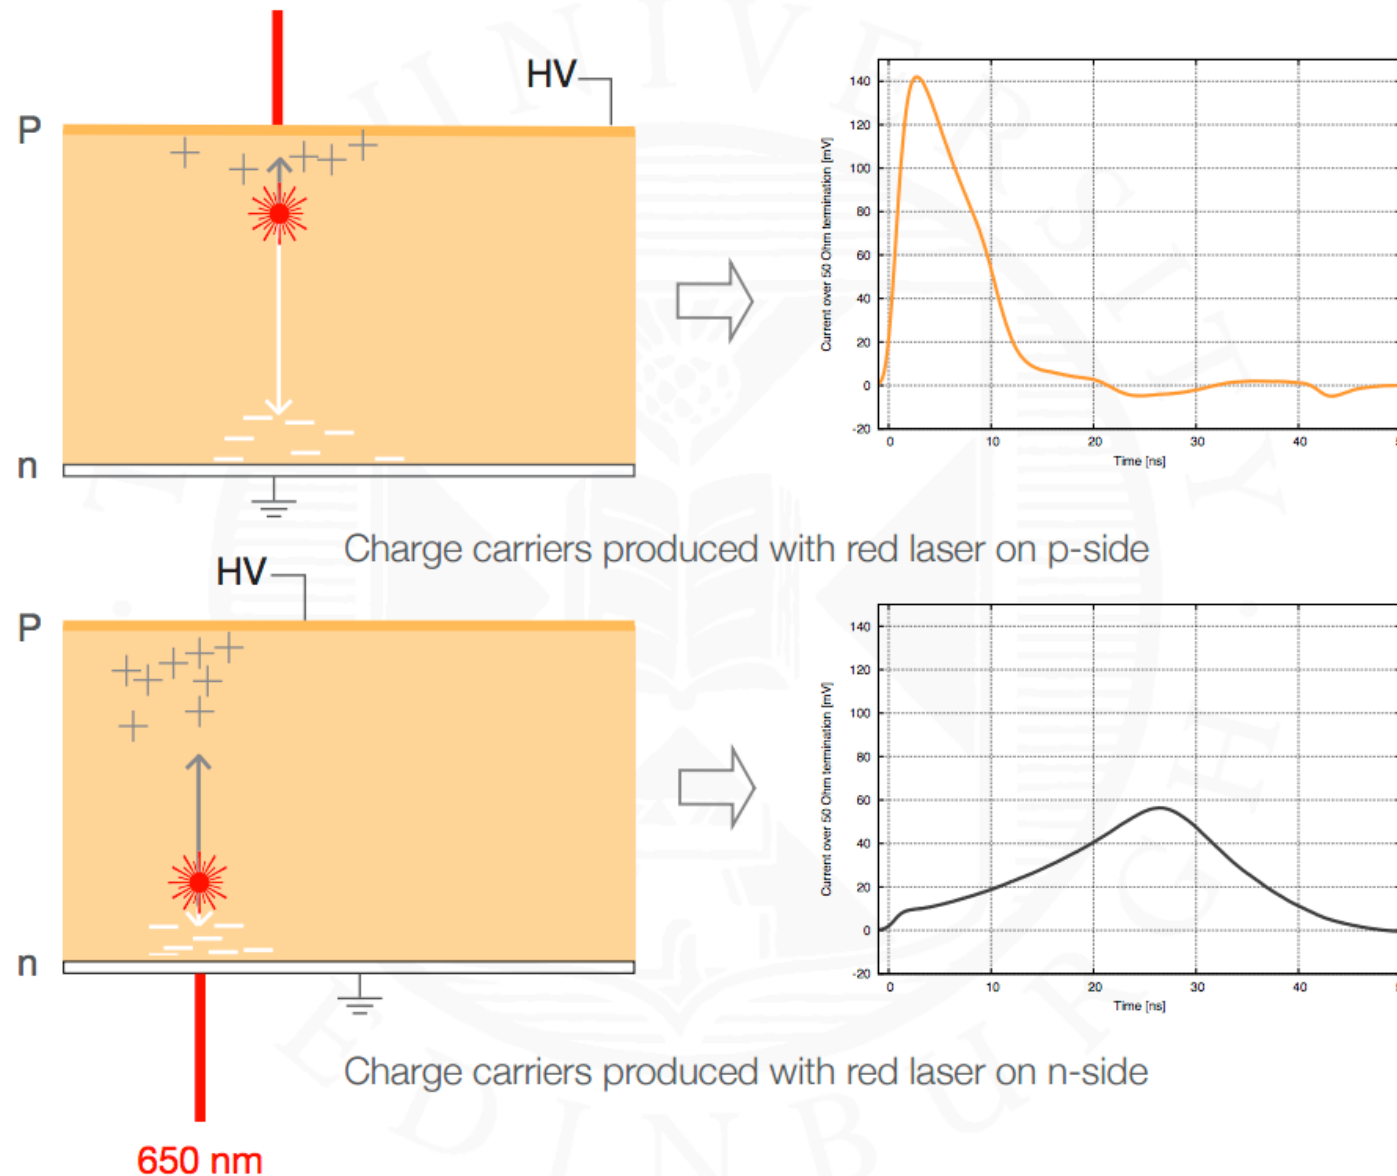 HV
P
n
Charge carriers produced with red laser on p-side
140
120
100
80
60
40
20
0
-20
0 10 20 30 40
Current over 50 Ohm termination [mV]
Time [ns]
HV
P
n
650 nm
Charge carriers produced with red laser on n-side
140
120
100
80
60
40
20
0
-20
0 10 20 30 40
Current over 50 Ohm termination [mV]
Time [ns]
UNIVERSITY
EDINBURGH